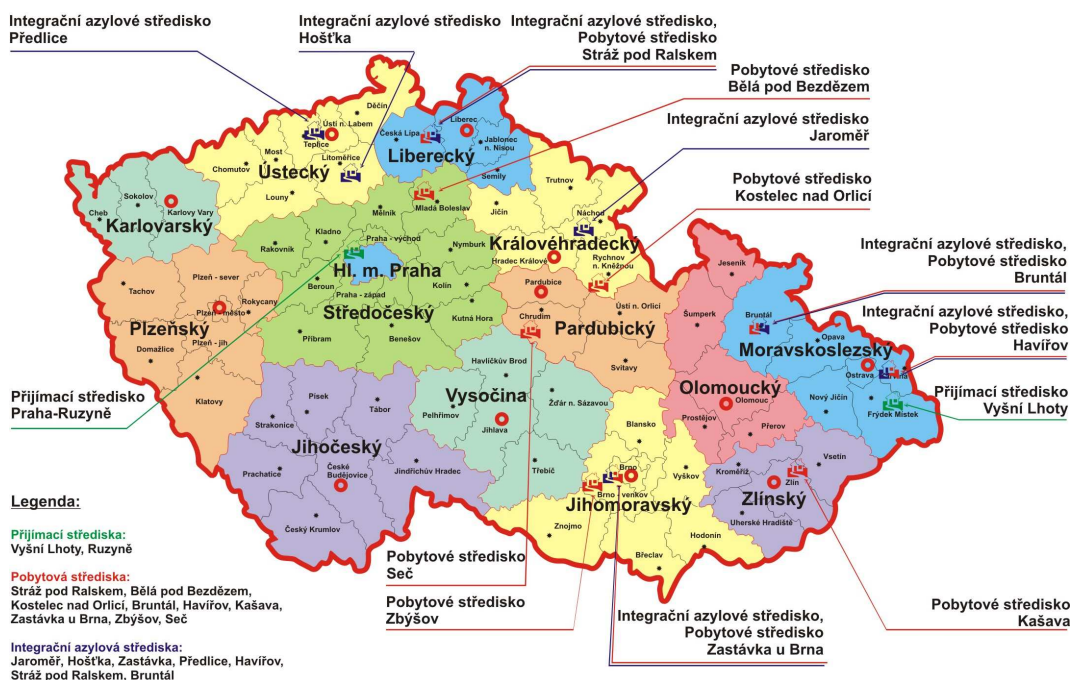 Integrační azylové středisko
Předlice
Integrační azylové středisko
Hošťka
Integrační azylové středisko,
Pobytové středisko
Stráž pod Ralskem
Pobytové středisko
Bělá pod Bezdězem
Integrační azylové středisko
Jaroměř
Pobytové středisko
Kostelec nad Orlicí
Integrační azylové středisko,
Pobytové středisko
Bruntál
Integrační azylové středisko,
Pobytové středisko
Havířov
Přijímací středisko
Vyšní Lhoty
Přijímací středisko
Praha-Ruzyně
Děčín
Ústí n. Labem
Teplice
Most
Litoměřice
Chomutov
Ústecký
Louny
Česká Lípa
Liberec
Jablonec
n. Nisou
Liberecký
Semily
Sokolov
Karlovy Vary
Cheb
Karlovarský
Trutnov
Jičín
Náchod
Královéhradecký
Hradec Králové
Rychnov
n. Kněžnou
Mělník
Mladá Boleslav
Kladno
Rakovník
Praha - východ
Nymburk
Hl. m. Praha
Beroun
Praha - západ
Kolín
Středočeský
Kutná Hora
Příbram
Benešov
Plzeň - sever
Tachov
Rokycany
Plzeň - město
Plzeňský
Plzeň - jih
Domažlice
Klatovy
Pardubice
Chrudim
Ústí n. Orlicí
Pardubický
Svitavy
Jeseník
Šumperk
Olomoucký
Olomouc
Prostějov
Přerov
Bruntál
Opava
Moravskoslezský
Ostrava
Nový Jičín
Frýdek Místek
Havlíčkův Brod
Vysočina
Pelhřimov
Žďár n. Sázavou
Jihlava
Třebíč
Písek
Tábor
Strakonice
Jihočeský
Prachatice
České
Budějovice
Jindřichův Hradec
Český Krumlov
Blansko
Brno
Vyškov
Brno - venkov
Jihomoravský
Znojmo
Hodonín
Břeclav
Kroměříž
Vsetín
Zlín
Zlínský
Uherské Hradiště
Pobytové středisko
Seč
Pobytové středisko
Zbýšov
Integrační azylové středisko,
Pobytové středisko
Zastávka u Brna
Pobytové středisko
Kašava
Legenda:
Přijímací střediska:
Vyšní Lhoty, Ruzyně
Pobytová střediska:
Stráž pod Ralskem, Bělá pod Bezdězem,
Kostelec nad Orlicí, Bruntál, Havířov, Kašava,
Zastávka u Brna, Zbýšov, Seč
Integrační azylová střediska:
Jaroměř, Hošťka, Zastávka, Předlice, Havířov,
Stráž pod Ralskem, Bruntál